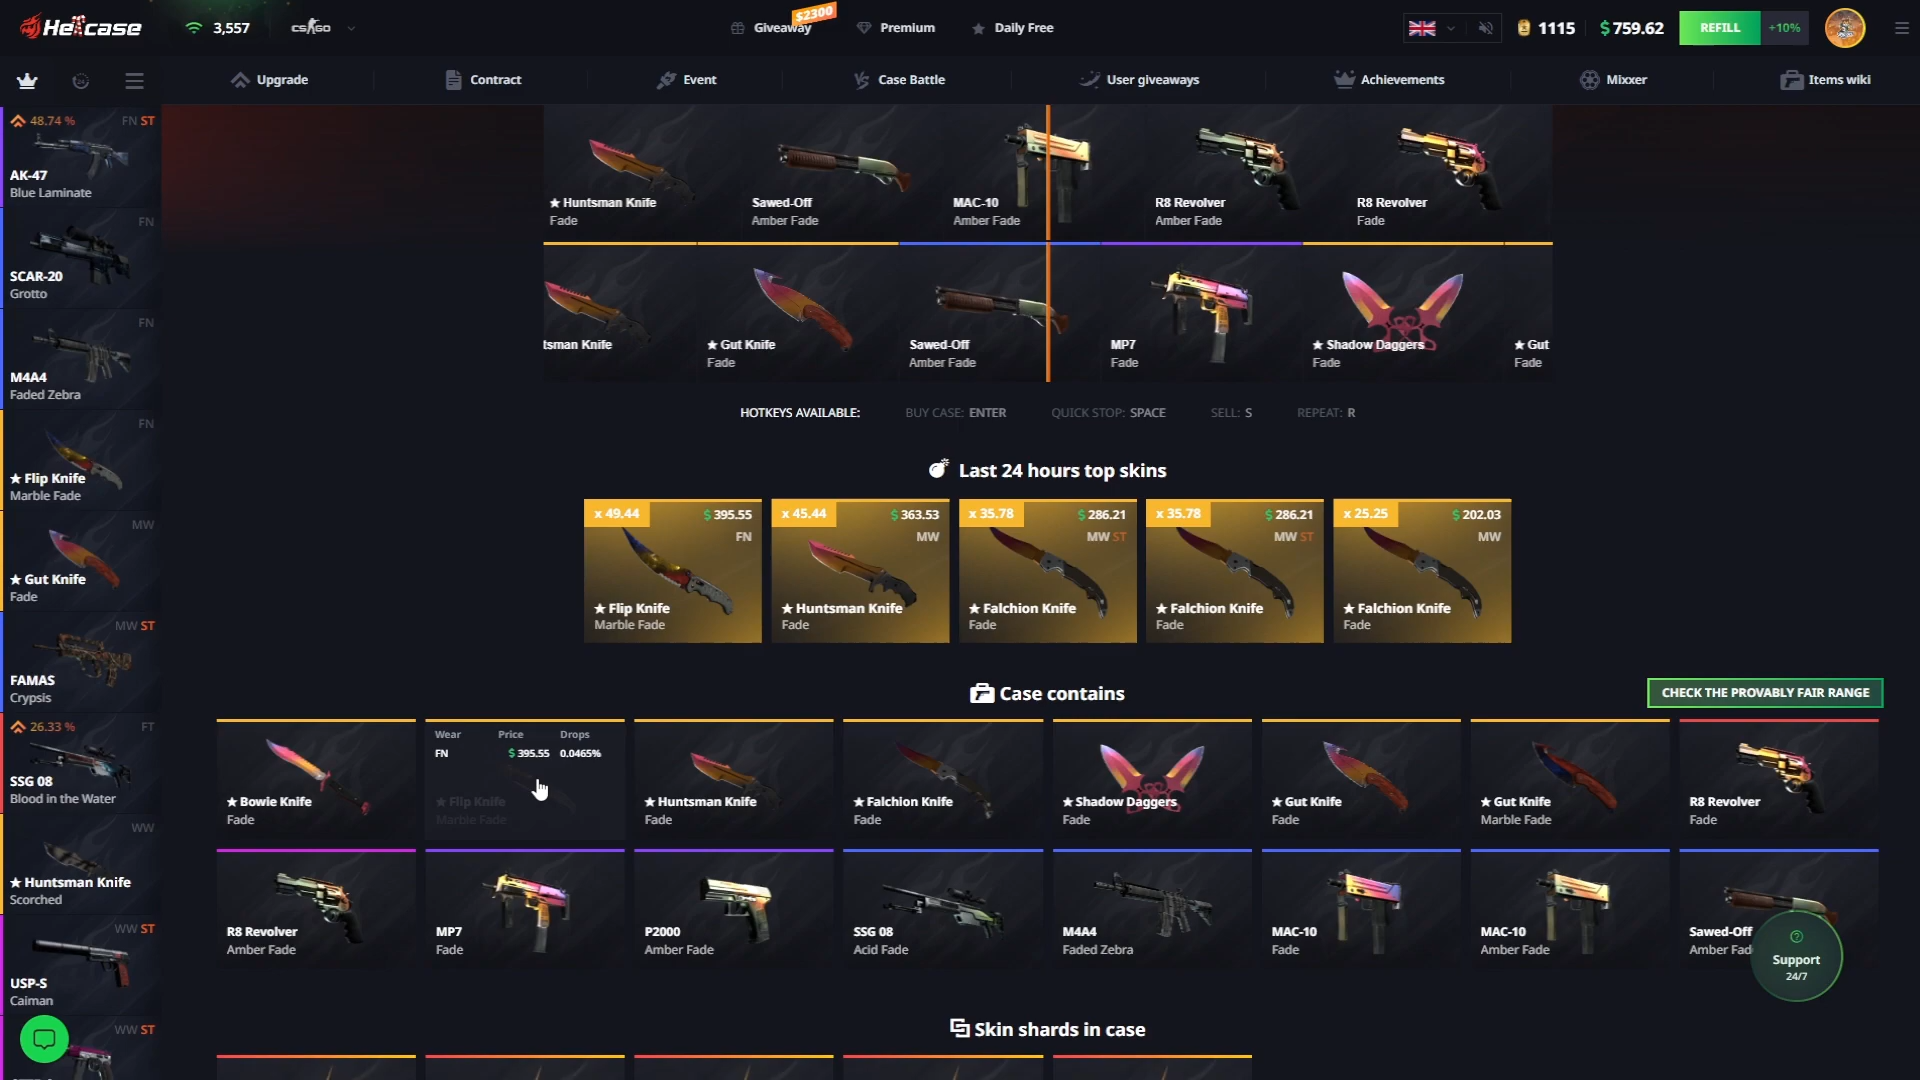 Hellcase
3,557
CS:GO
Giveaway
$2300
Premium
Daily Free
1115
$ 759.62
REFILL
+10%
Upgrade
Contract
Event
Case Battle
User giveaways
Achievements
Mixxer
Items wiki
48.74 %
FN ST
AK-47
Blue Laminate
FN
SCAR-20
Grotto
FN
M4A4
Faded Zebra
FN
★ Flip Knife
Marble Fade
MW
★ Gut Knife
Fade
MW ST
FAMAS
Crypsis
26.33 %
FT
SSG 08
Blood in the Water
WW
★ Huntsman Knife
Scorched
WW ST
USP-S
Caiman
WW ST
★ Huntsman Knife
Fade
Sawed-Off
Amber Fade
MAC-10
Amber Fade
R8 Revolver
Amber Fade
R8 Revolver
Fade
tsman Knife
★ Gut Knife
Fade
Sawed-Off
Amber Fade
MP7
Fade
★ Shadow Daggers
Fade
★ Gut
Fade
HOTKEYS AVAILABLE:
BUY CASE: ENTER
QUICK STOP: SPACE
SELL: S
REPEAT: R
Last 24 hours top skins
x 49.44
$ 395.55
FN
★ Flip Knife
Marble Fade
x 45.44
$ 363.53
MW
★ Huntsman Knife
Fade
x 35.78
$ 286.21
MW ST
★ Falchion Knife
Fade
x 35.78
$ 286.21
MW ST
★ Falchion Knife
Fade
x 25.25
$ 202.03
MW
★ Falchion Knife
Fade
Case contains
CHECK THE PROVABLY FAIR RANGE
★ Bowie Knife
Fade
Wear Price Drops
FN $ 395.55 0.0465%
★ Flip Knife
Marble Fade
★ Huntsman Knife
Fade
★ Falchion Knife
Fade
★ Shadow Daggers
Fade
★ Gut Knife
Fade
★ Gut Knife
Marble Fade
R8 Revolver
Fade
R8 Revolver
Amber Fade
MP7
Fade
P2000
Amber Fade
SSG 08
Acid Fade
M4A4
Faded Zebra
MAC-10
Fade
MAC-10
Amber Fade
Sawed-Off
Amber Fad
Support
24/7
Skin shards in case